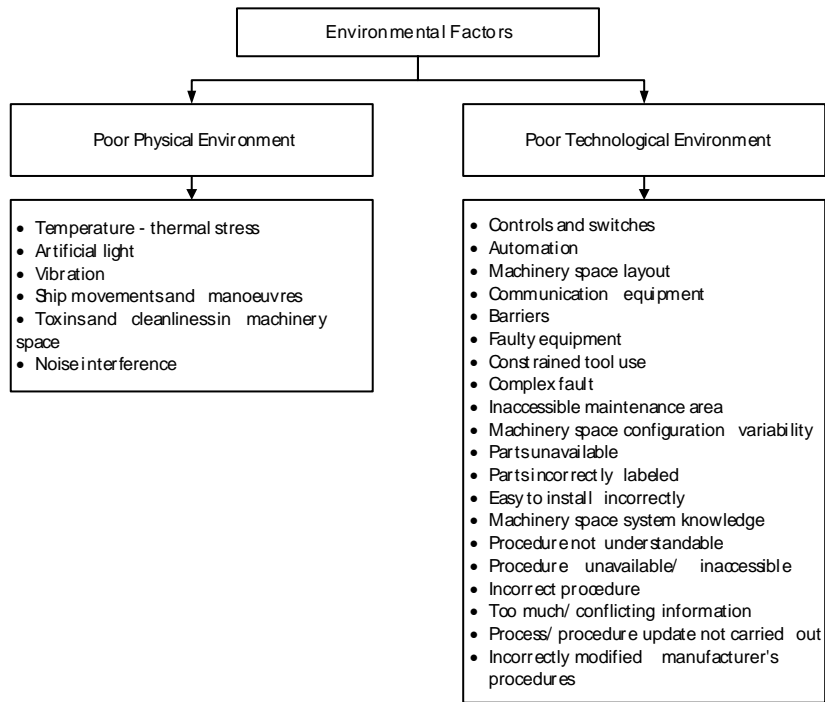 Environmental Factors
Poor Physical Environment
Poor Technological Environment
• Temperature - thermal stress
• Artificial light
• Vibration
• Ship movements and manoeuvres
• Toxins and cleanliness in machinery
space
• Noise interference
• Controls and switches
• Automation
• Machinery space layout
• Communication equipment
• Barriers
• Faulty equipment
• Constrained tool use
• Complex fault
• Inaccessible maintenance area
• Machinery space configuration variability
• Parts unavailable
• Parts incorrectly labeled
• Easy to install incorrectly
• Machinery space system knowledge
• Procedure not understandable
• Procedure unavailable/ inaccessible
• Incorrect procedure
• Too much/ conflicting information
• Process/ procedure update not carried out
• Incorrectly modified manufacturer's
procedures